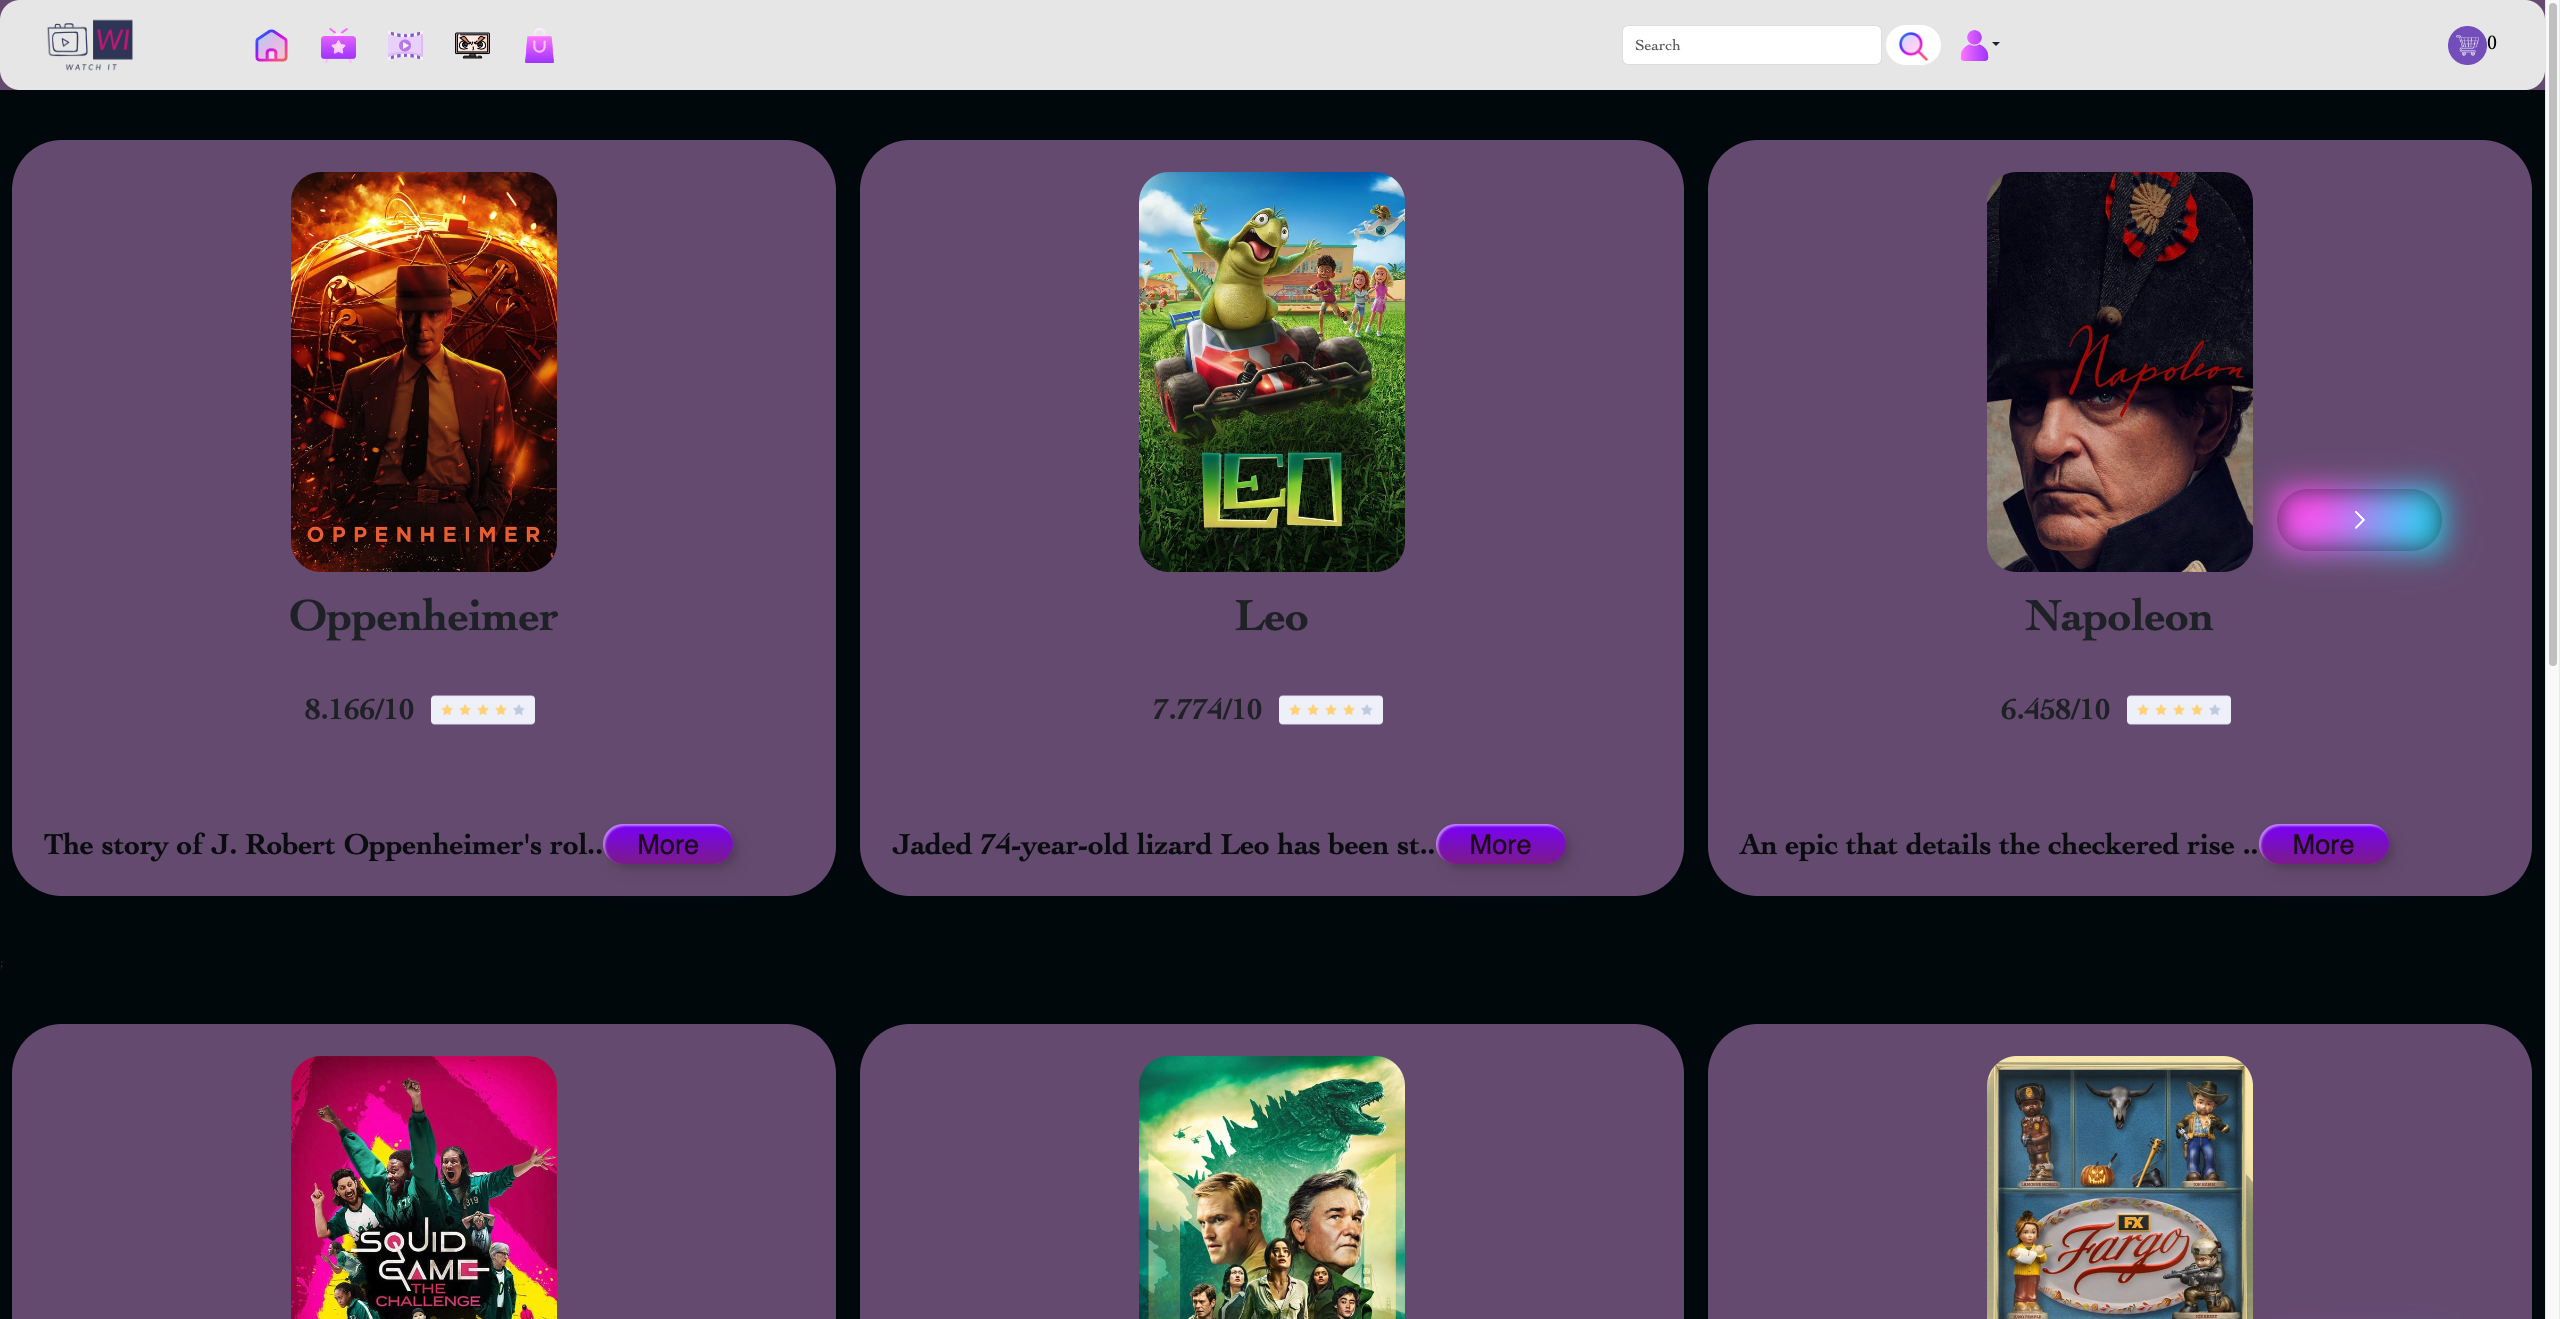 WI
WATCH IT
Search
0
OPPENHEIMER
LEO
Napoleon
Oppenheimer
Leo
Napoleon
8.166/10
7.774/10
6.458/10
The story of J. Robert Oppenheimer's rol..
More
Jaded 74-year-old lizard Leo has been st..
More
An epic that details the checkered rise ..
More
SQUID
GAME
THE
CHALLENGE
FX
Fargo